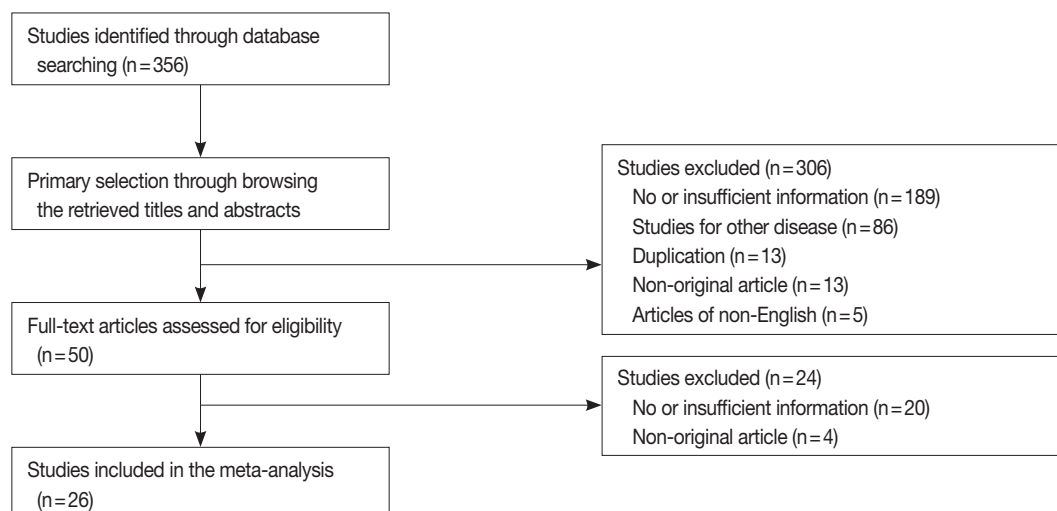 Studies identified through database
searching (n=356)
Primary selection through browsing
the retrieved titles and abstracts
Studies excluded (n=306)
No or insufficient information (n=189)
Studies for other disease (n=86)
Duplication (n=13)
Non-original article (n=13)
Articles of non-English (n=5)
Full-text articles assessed for eligibility
(n=50)
Studies excluded (n=24)
No or insufficient information (n=20)
Non-original article (n=4)
Studies included in the meta-analysis
(n=26)